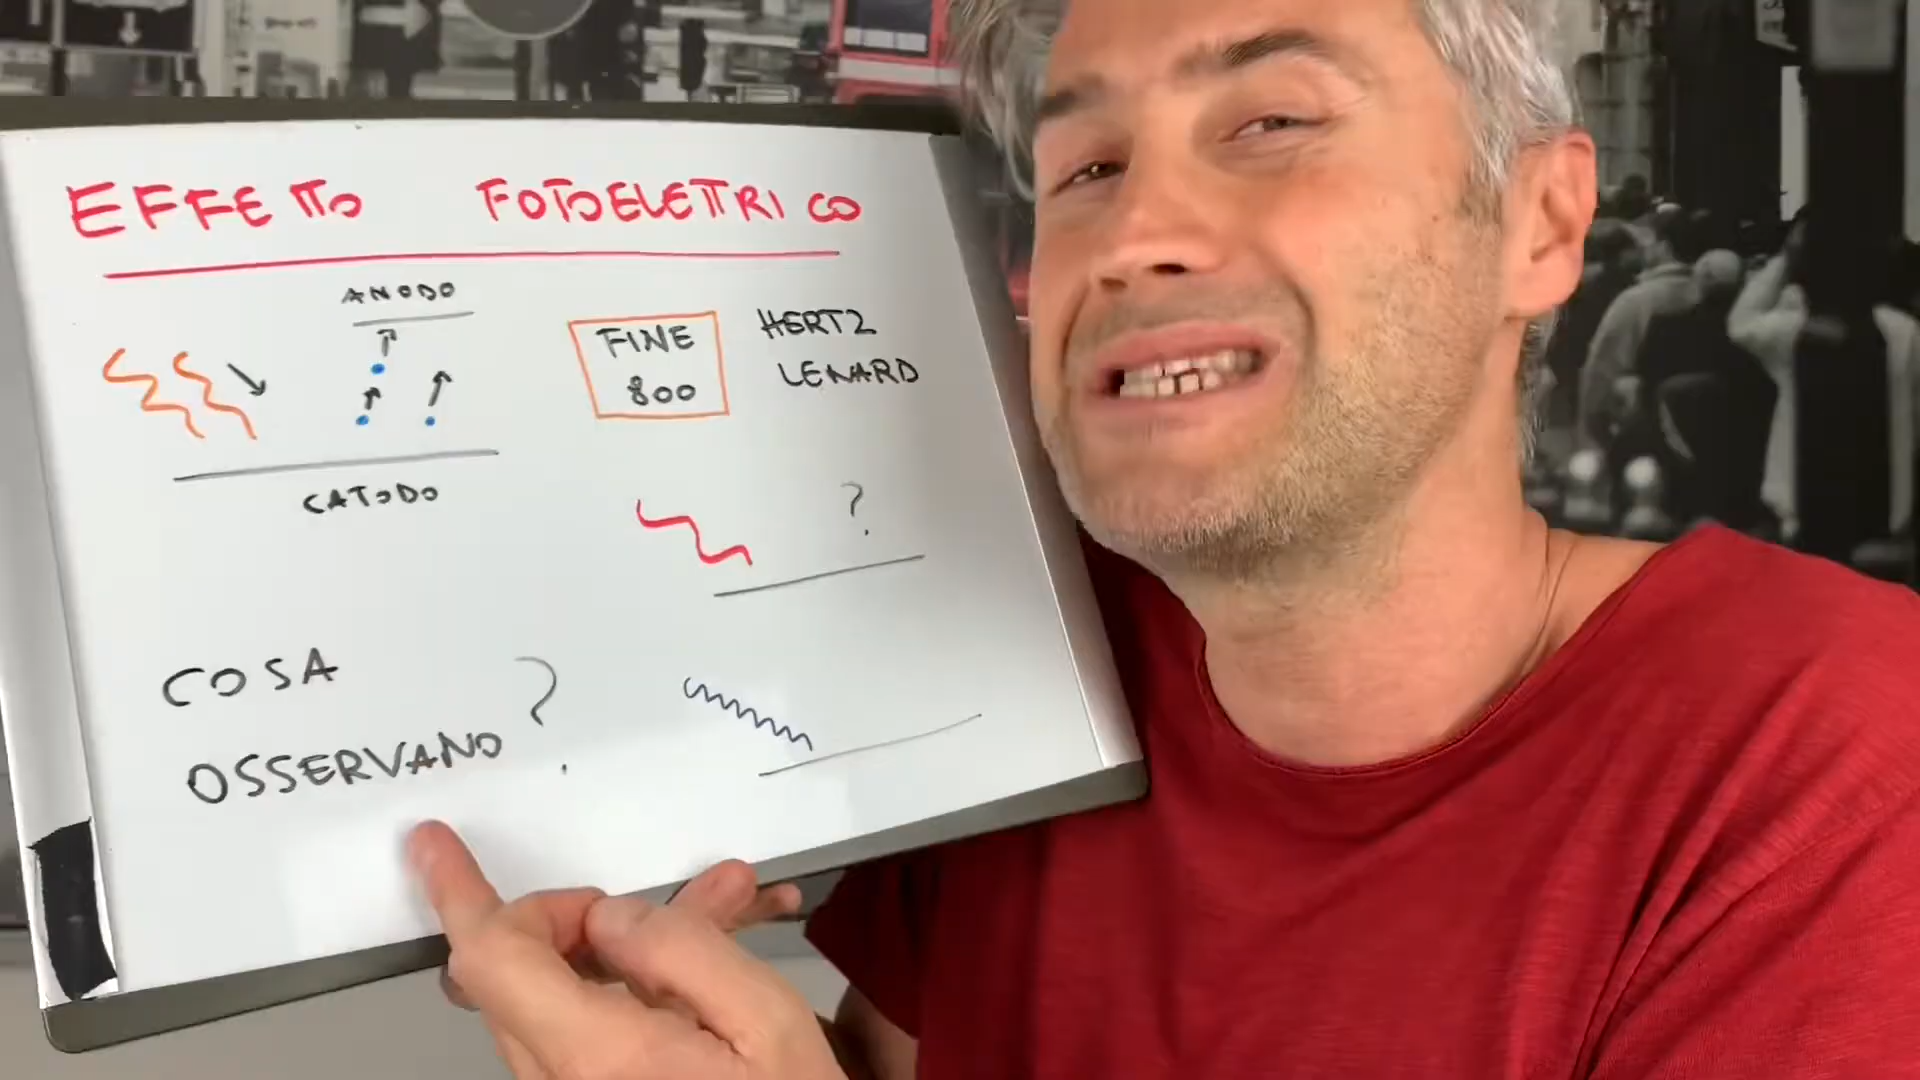 EFFETTO FOTOELETTRICO
ANODO
CATODO
FINE
800
HERTZ
LENARD
?
COSA
OSSERVANO ?